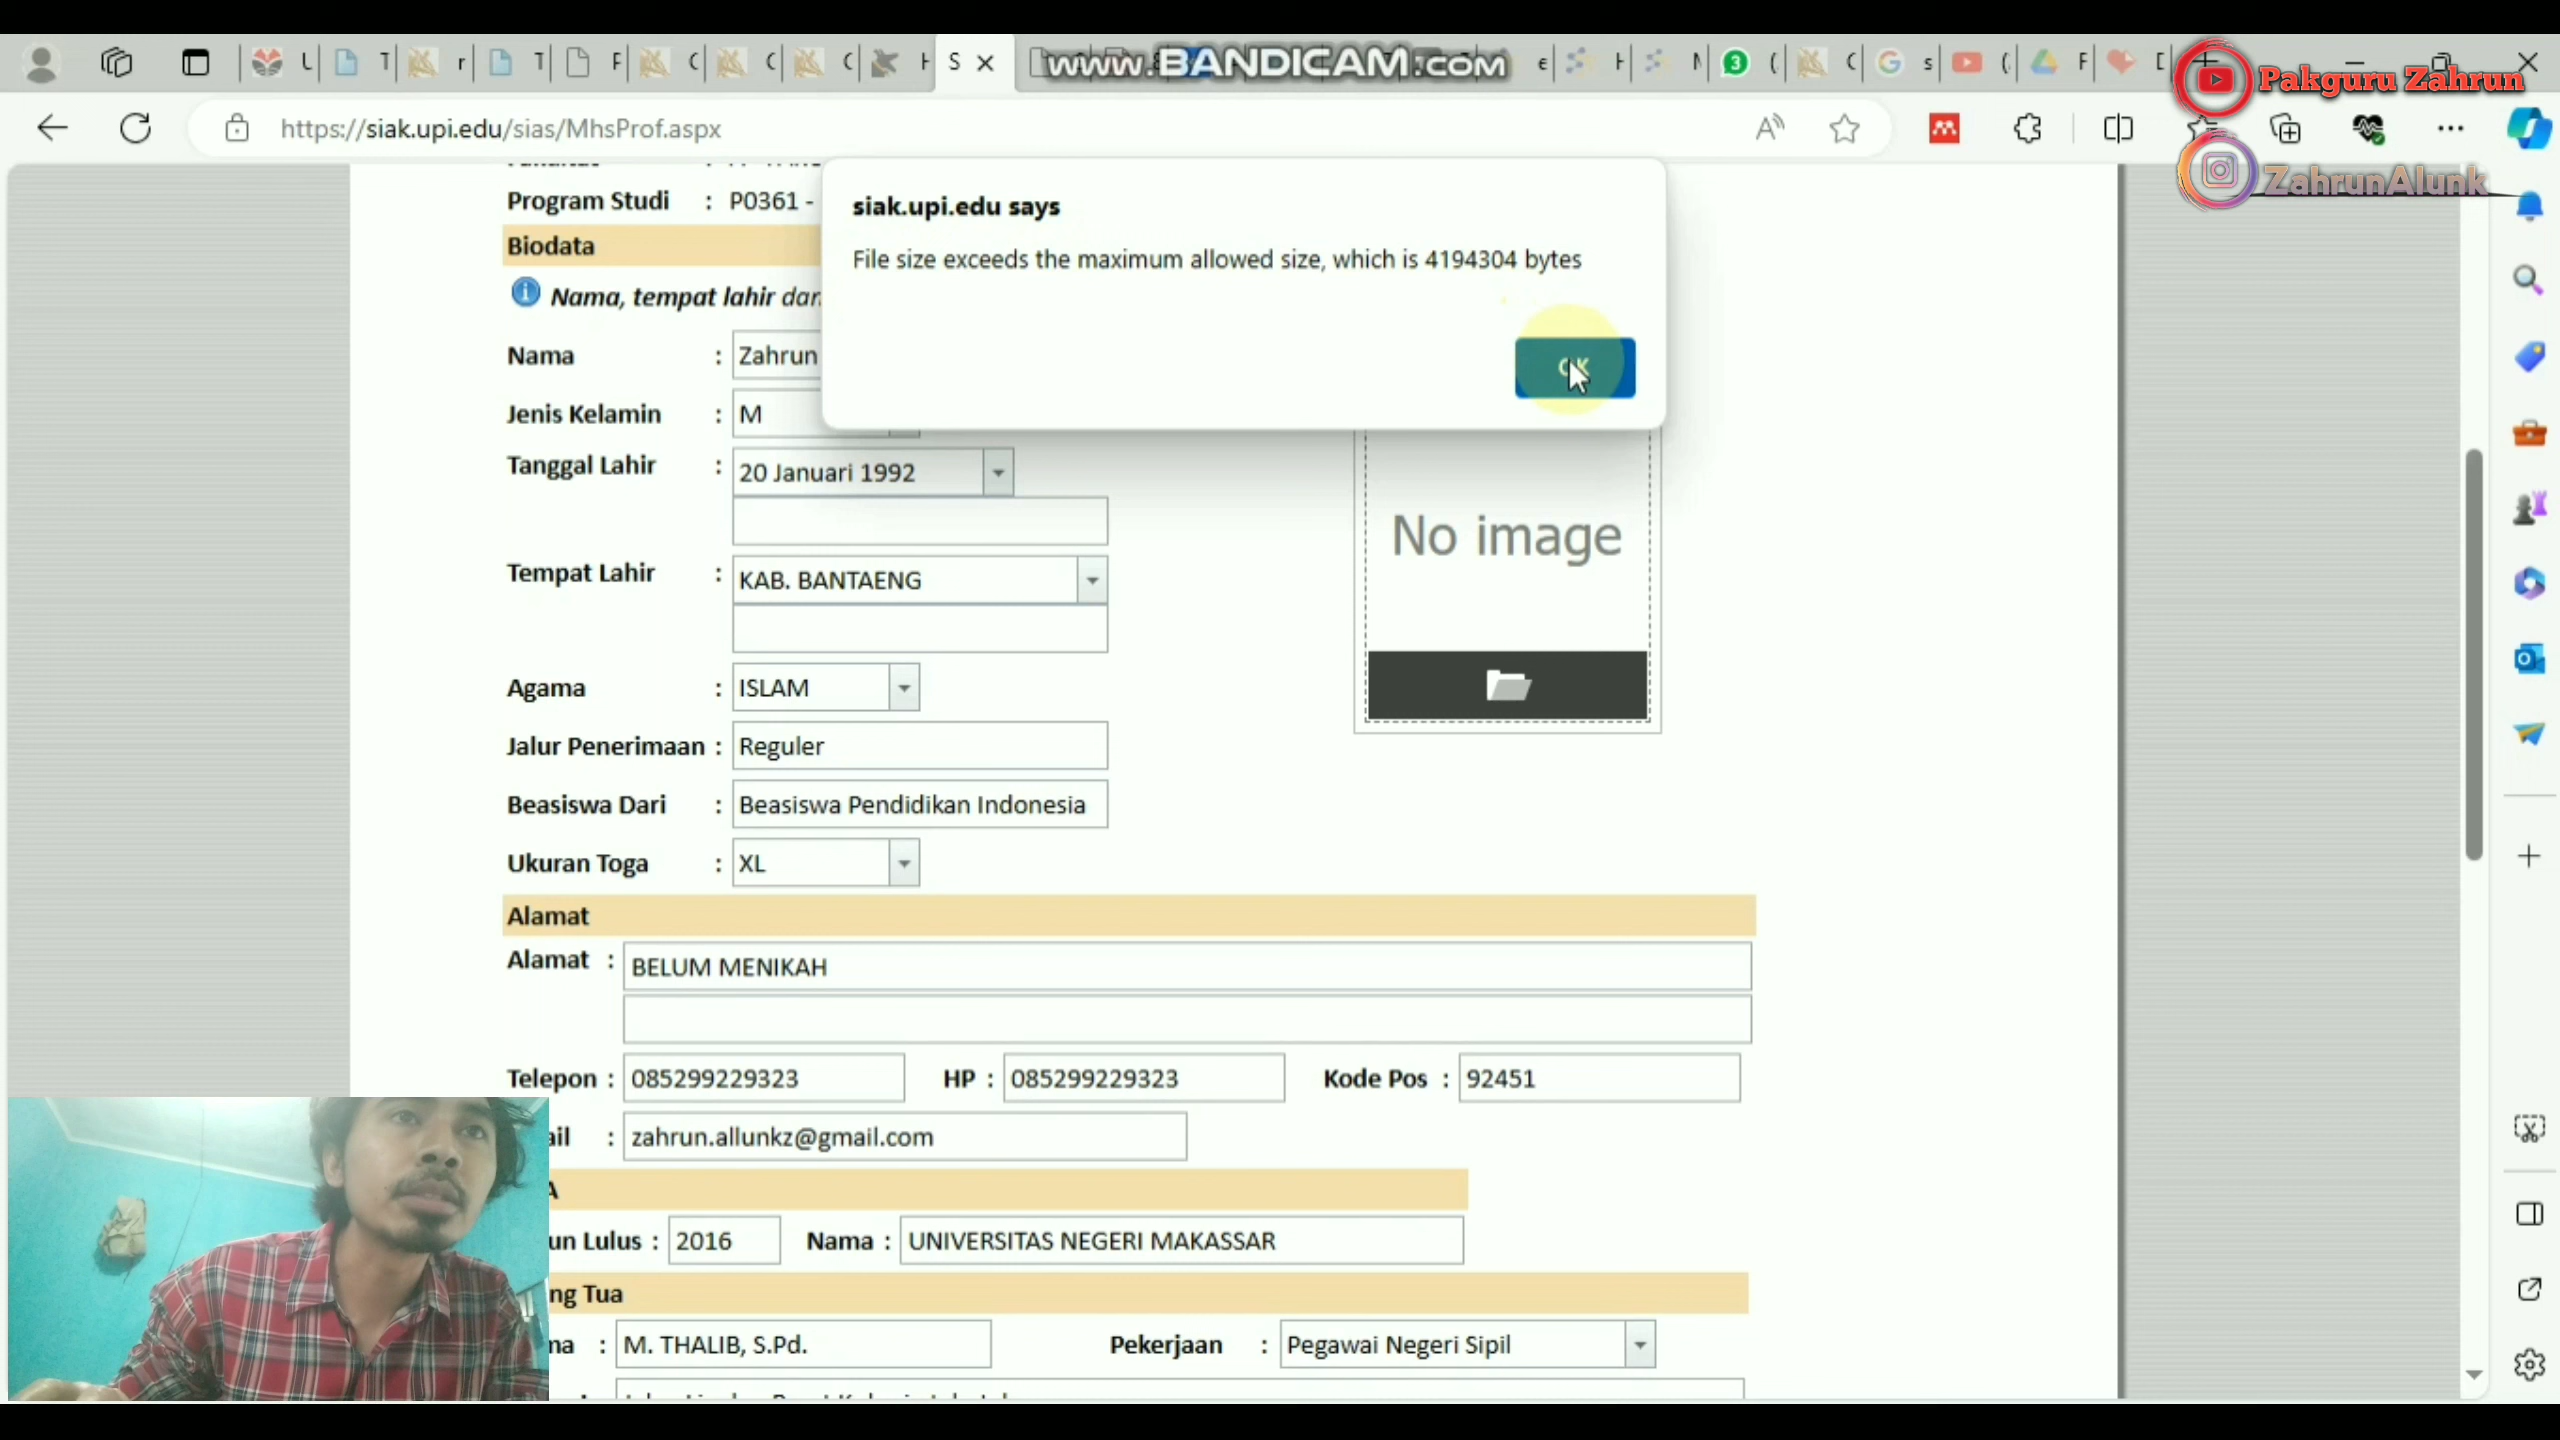 www.BANDICAM.com
Pakguru Zahrun
https://siak.upi.edu/sias/MhsProf.aspx
ZahrunAlunk
Program Studi : P0361 -
siak.upi.edu says
File size exceeds the maximum allowed size, which is 4194304 bytes
OK
Biodata
Nama, tempat lahir dan
Nama : Zahrun
Jenis Kelamin : M
Tanggal Lahir : 20 Januari 1992
No image
Tempat Lahir : KAB. BANTAENG
Agama : ISLAM
Jalur Penerimaan : Reguler
Beasiswa Dari : Beasiswa Pendidikan Indonesia
Ukuran Toga : XL
Alamat
Alamat : BELUM MENIKAH
Telepon : 085299229323 HP : 085299229323 Kode Pos : 92451
ail : zahrun.allunkz@gmail.com
A
un Lulus : 2016 Nama : UNIVERSITAS NEGERI MAKASSAR
ng Tua
na : M. THALIB, S.Pd. Pekerjaan : Pegawai Negeri Sipil